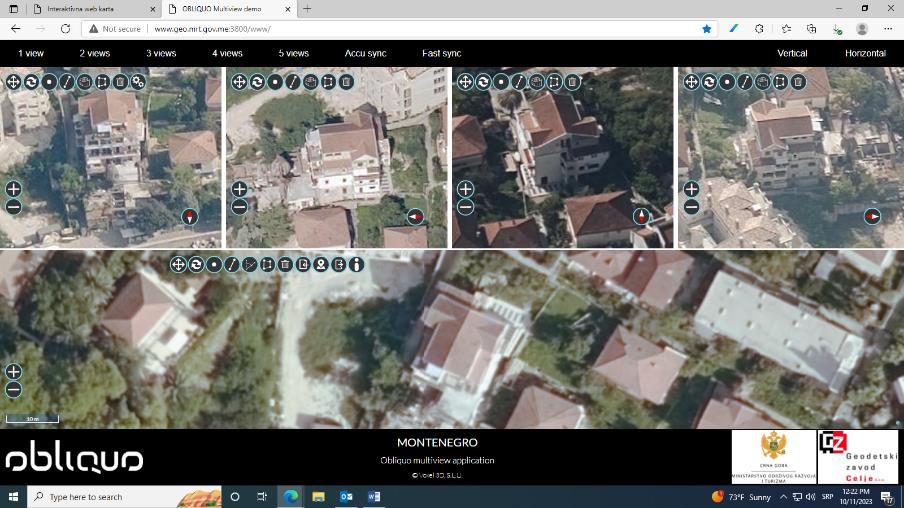 Interaktivna web karta
OBLIQUO Multiview demo
Not secure
www.geo.mrt.gov.me:3800/www/
1 view
2 views
3 views
4 views
5 views
Accu sync
Fast sync
Vertical
Horizontal
10 m
obliquo
MONTENEGRO
Obliquo multiview application
© Voxel 3D, S.L.U.
CRNA GORA
MINISTARSTVO ODRŽIVOG RAZVOJA
I TURIZMA
GZ
Geodetski
zavod
Celje d.o.o.
Type here to search
73°F Sunny
SRP
12:22 PM
10/11/2023